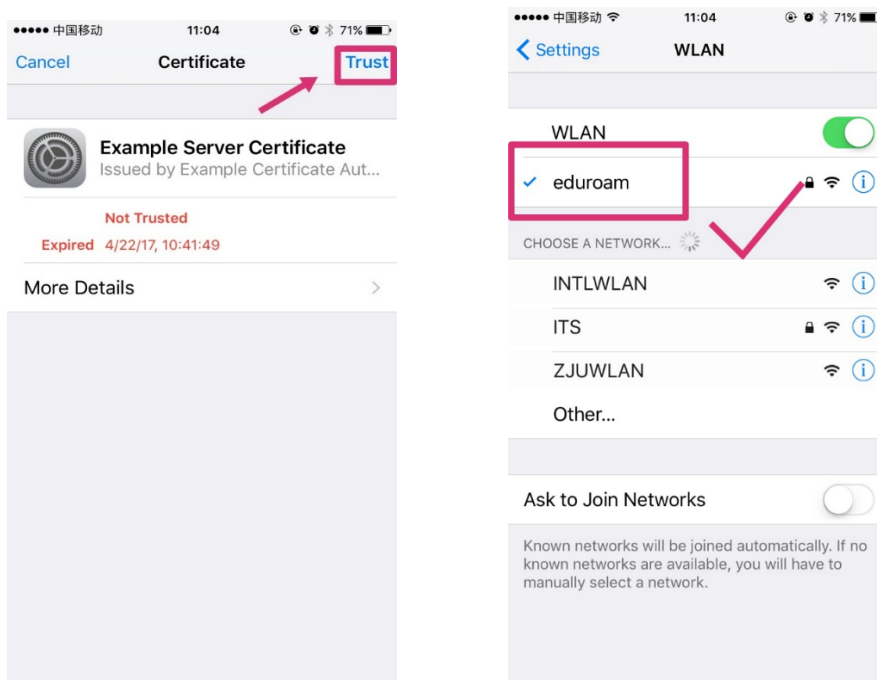 中国移动 11:04 71%
Cancel Certificate Trust
Example Server Certificate
Issued by Example Certificate Aut...
Not Trusted
Expired 4/22/17, 10:41:49
More Details
中国移动 11:04 71%
Settings WLAN
WLAN
eduroam
CHOOSE A NETWORK...
INTLWLAN
ITS
ZJUWLAN
Other...
Ask to Join Networks
Known networks will be joined automatically. If no
known networks are available, you will have to
manually select a network.